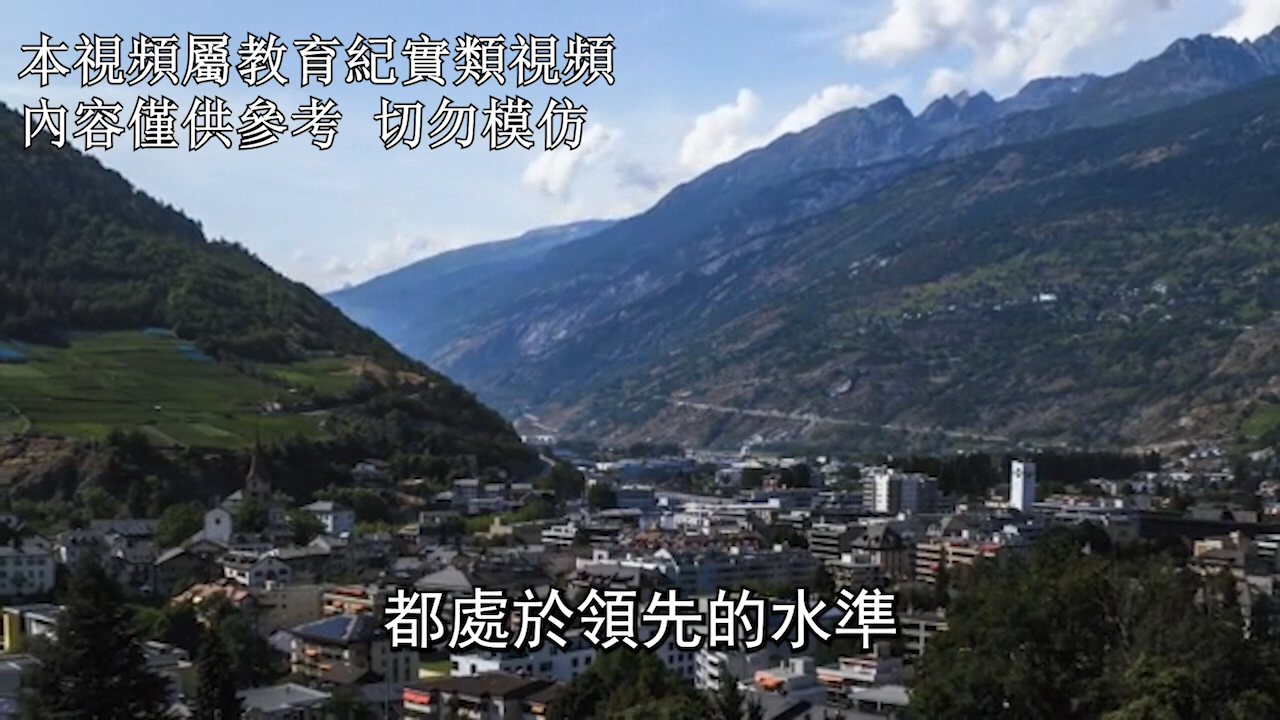 本視頻屬教育紀實類視頻
內容僅供參考 切勿模仿
都處於領先的水準